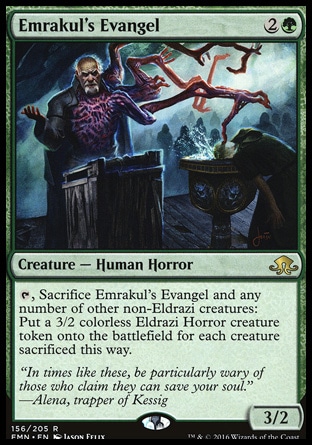 Emrakul's Evangel 2
Creature — Human Horror
, Sacrifice Emrakul's Evangel and any
number of other non-Eldrazi creatures:
Put a 3/2 colorless Eldrazi Horror creature
token onto the battlefield for each creature
sacrificed this way.
"In times like these, be particularly wary of
those who claim they can save your soul."
—Alena, trapper of Kessig
156/205 R
EMN • EN JASON FELIX
™ & © 2016 Wizards of the Coast
3/2